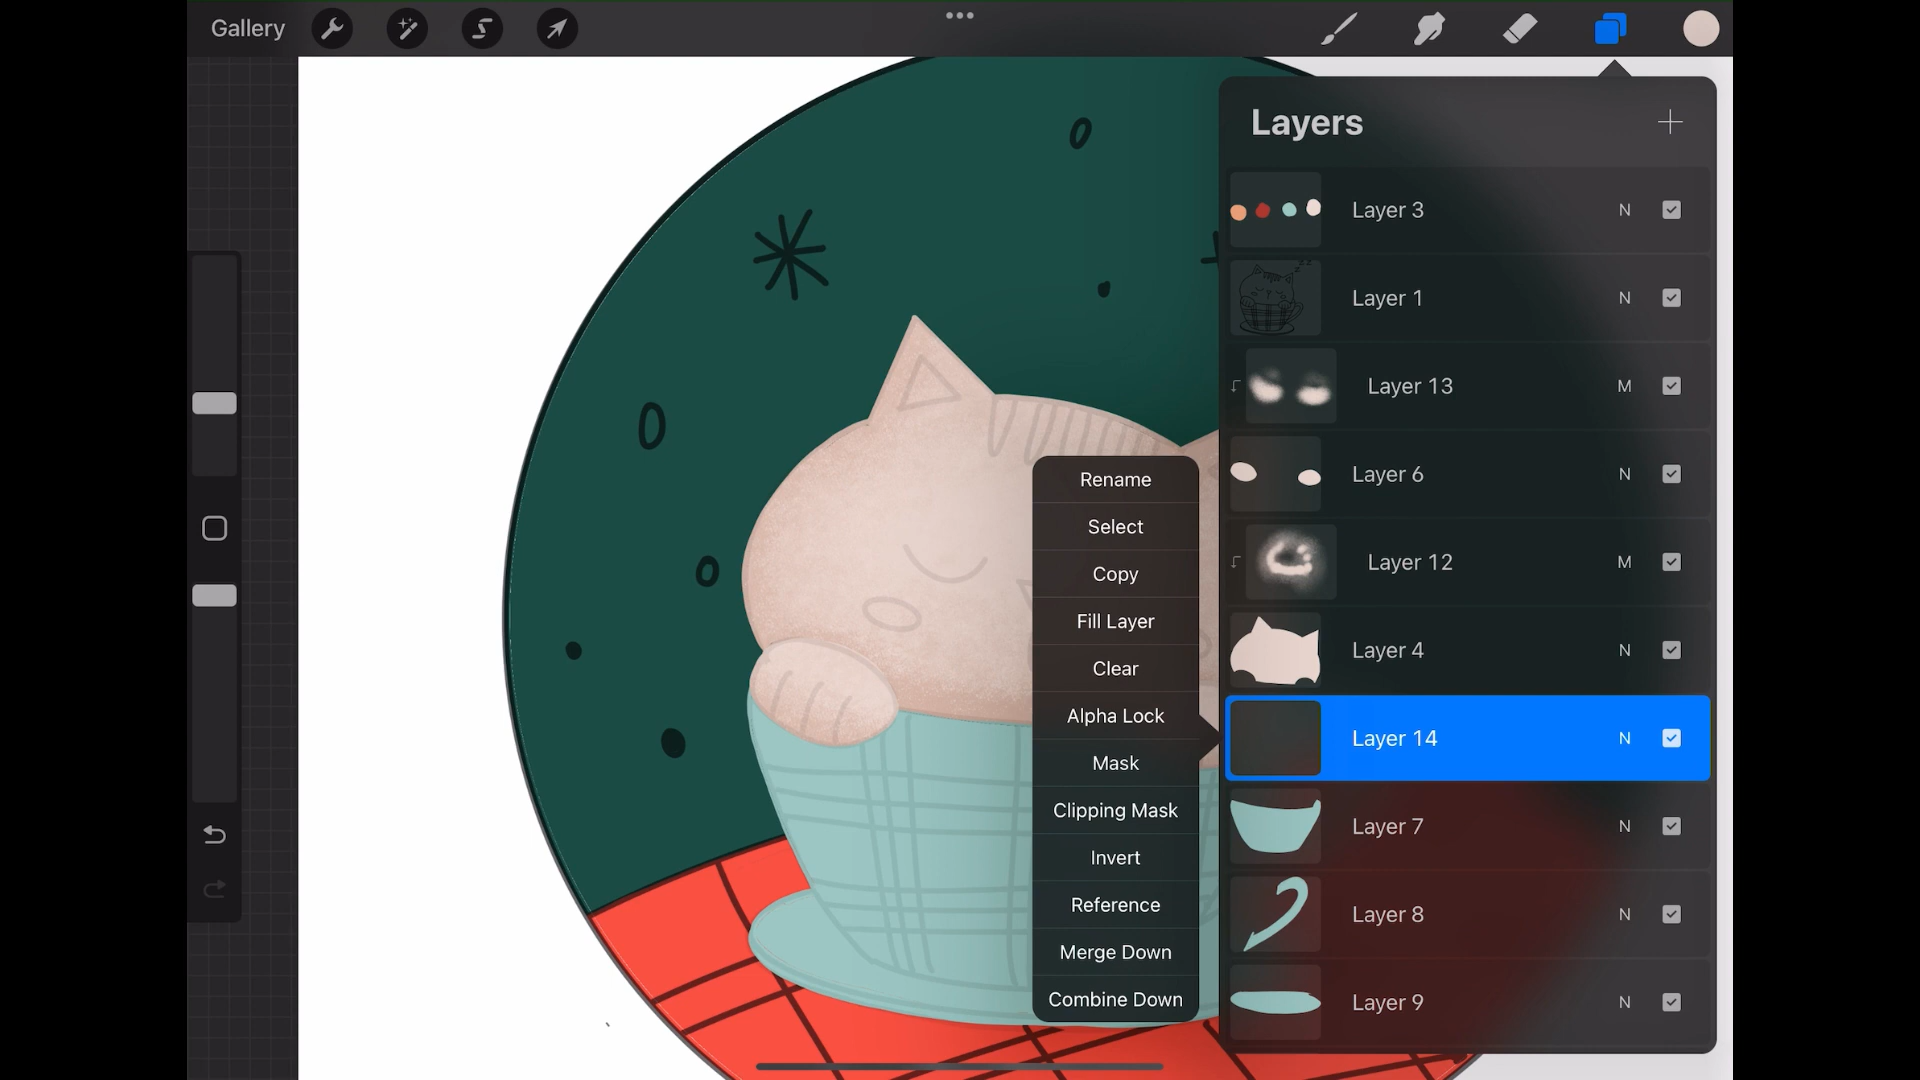 Gallery
Layers
Layer 3 N
Layer 1 N
Layer 13 M
Layer 6 N
Layer 12 M
Layer 4 N
Layer 14 N
Layer 7 N
Layer 8 N
Layer 9 N
Rename
Select
Copy
Fill Layer
Clear
Alpha Lock
Mask
Clipping Mask
Invert
Reference
Merge Down
Combine Down